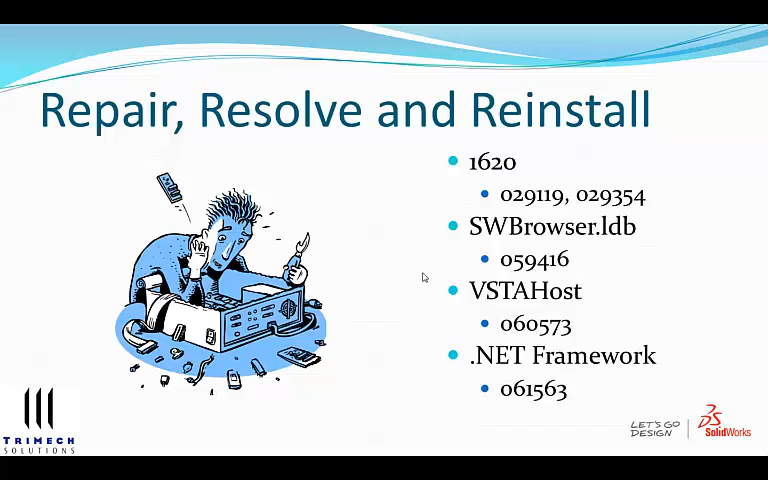 Repair, Resolve and Reinstall
1620
029119, 029354
SWBrowser.ldb
059416
VSTAHost
060573
.NET Framework
061563
TRIMECH
SOLUTIONS
LET'S GO
DESIGN
SolidWorks